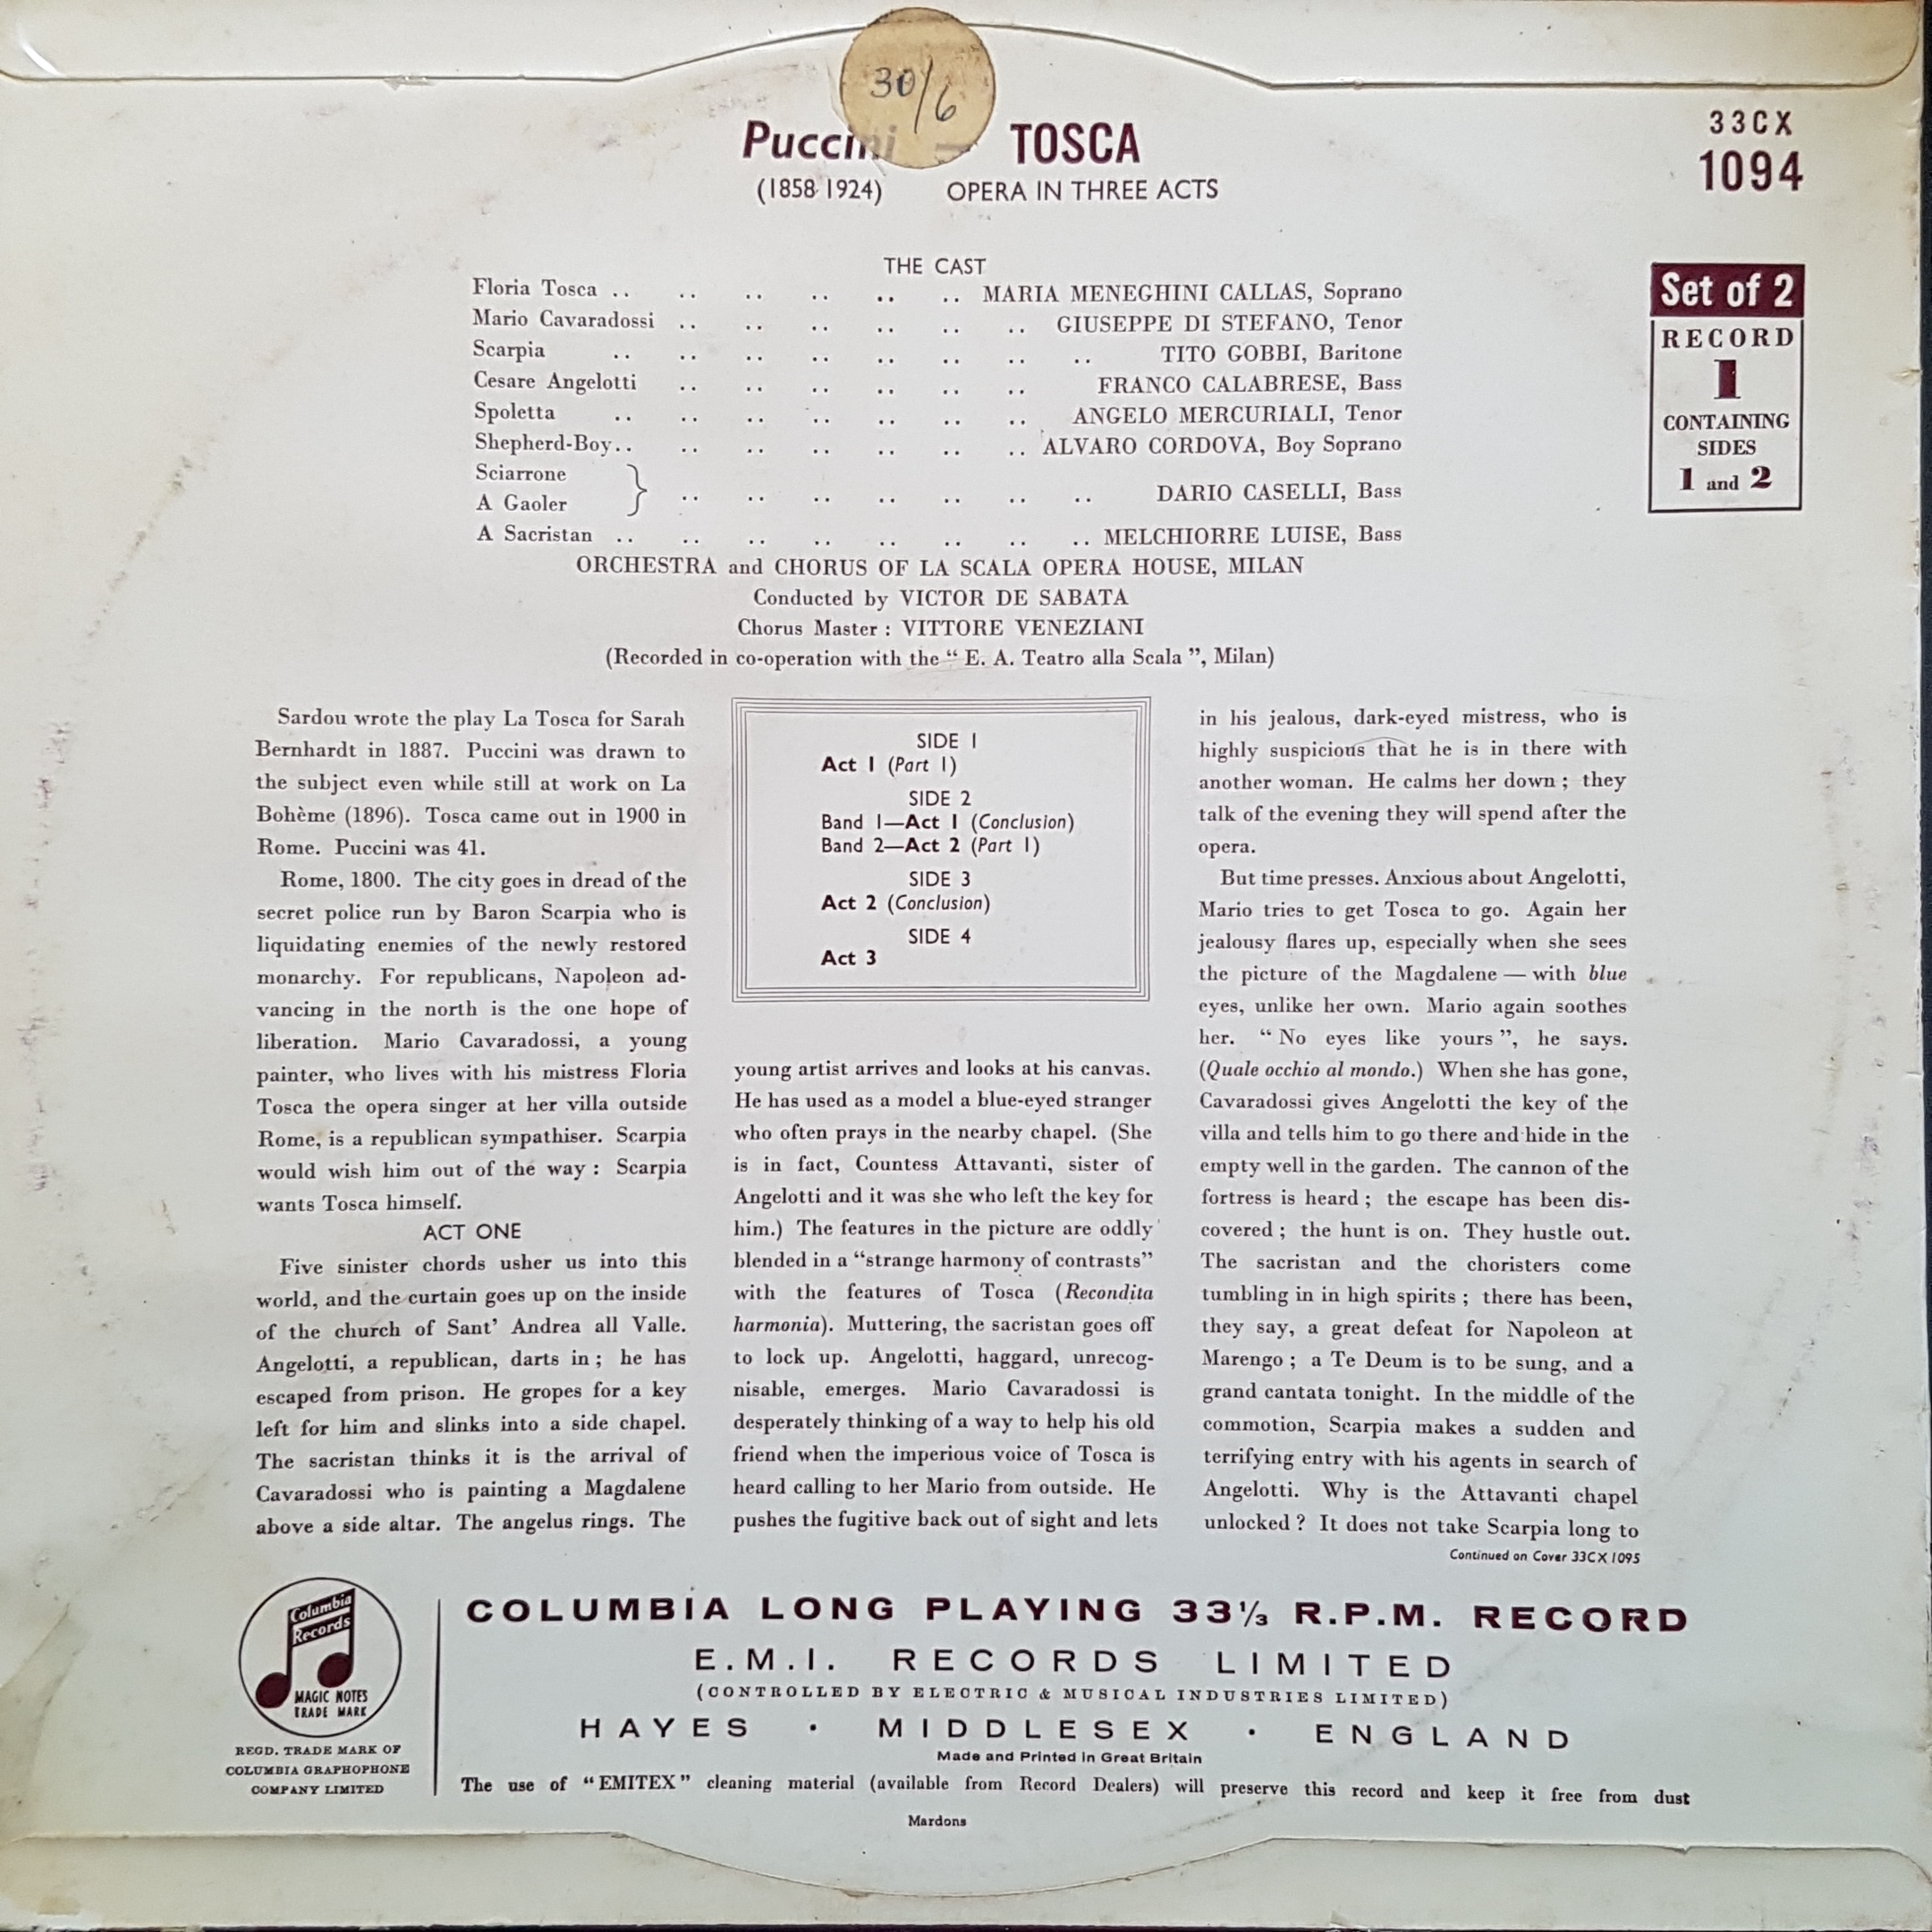 30/6
Puccini — TOSCA
(1858 1924) OPERA IN THREE ACTS
33CX
1094
Set of 2
RECORD
1
CONTAINING
SIDES
1 and 2
THE CAST
Floria Tosca .. .. .. .. .. .. MARIA MENEGHINI CALLAS, Soprano
Mario Cavaradossi .. .. .. .. .. .. GIUSEPPE DI STEFANO, Tenor
Scarpia .. .. .. .. .. .. .. .. TITO GOBBI, Baritone
Cesare Angelotti .. .. .. .. .. .. FRANCO CALABRESE, Bass
Spoletta .. .. .. .. .. .. .. ANGELO MERCURIALI, Tenor
Shepherd-Boy.. .. .. .. .. .. .. ALVARO CORDOVA, Boy Soprano
Sciarrone
A Gaoler } .. .. .. .. .. .. .. DARIO CASELLI, Bass
A Sacristan .. .. .. .. .. .. .. .. MELCHIORRE LUISE, Bass
ORCHESTRA and CHORUS OF LA SCALA OPERA HOUSE, MILAN
Conducted by VICTOR DE SABATA
Chorus Master : VITTORE VENEZIANI
(Recorded in co-operation with the “ E. A. Teatro alla Scala ”, Milan)
Sardou wrote the play La Tosca for Sarah
Bernhardt in 1887. Puccini was drawn to
the subject even while still at work on La
Bohème (1896). Tosca came out in 1900 in
Rome. Puccini was 41.
Rome, 1800. The city goes in dread of the
secret police run by Baron Scarpia who is
liquidating enemies of the newly restored
monarchy. For republicans, Napoleon ad-
vancing in the north is the one hope of
liberation. Mario Cavaradossi, a young
painter, who lives with his mistress Floria
Tosca the opera singer at her villa outside
Rome, is a republican sympathiser. Scarpia
would wish him out of the way : Scarpia
wants Tosca himself.
ACT ONE
Five sinister chords usher us into this
world, and the curtain goes up on the inside
of the church of Sant’ Andrea all Valle.
Angelotti, a republican, darts in ; he has
escaped from prison. He gropes for a key
left for him and slinks into a side chapel.
The sacristan thinks it is the arrival of
Cavaradossi who is painting a Magdalene
above a side altar. The angelus rings. The
SIDE 1
Act 1 (Part 1)
SIDE 2
Band 1—Act 1 (Conclusion)
Band 2—Act 2 (Part 1)
SIDE 3
Act 2 (Conclusion)
SIDE 4
Act 3
young artist arrives and looks at his canvas.
He has used as a model a blue-eyed stranger
who often prays in the nearby chapel. (She
is in fact, Countess Attavanti, sister of
Angelotti and it was she who left the key for
him.) The features in the picture are oddly
blended in a “strange harmony of contrasts”
with the features of Tosca (Recondita
harmonia). Muttering, the sacristan goes off
to lock up. Angelotti, haggard, unrecog-
nisable, emerges. Mario Cavaradossi is
desperately thinking of a way to help his old
friend when the imperious voice of Tosca is
heard calling to her Mario from outside. He
pushes the fugitive back out of sight and lets
in his jealous, dark-eyed mistress, who is
highly suspicious that he is in there with
another woman. He calms her down ; they
talk of the evening they will spend after the
opera.
But time presses. Anxious about Angelotti,
Mario tries to get Tosca to go. Again her
jealousy flares up, especially when she sees
the picture of the Magdalene — with blue
eyes, unlike her own. Mario again soothes
her. “ No eyes like yours ”, he says.
(Quale occhio al mondo.) When she has gone,
Cavaradossi gives Angelotti the key of the
villa and tells him to go there and hide in the
empty well in the garden. The cannon of the
fortress is heard ; the escape has been dis-
covered ; the hunt is on. They hustle out.
The sacristan and the choristers come
tumbling in in high spirits ; there has been,
they say, a great defeat for Napoleon at
Marengo ; a Te Deum is to be sung, and a
grand cantata tonight. In the middle of the
commotion, Scarpia makes a sudden and
terrifying entry with his agents in search of
Angelotti. Why is the Attavanti chapel
unlocked ? It does not take Scarpia long to
Continued on Cover 33CX 1095
Columbia
Records
MAGIC NOTES
TRADE MARK
REGD. TRADE MARK OF
COLUMBIA GRAPHOPHONE
COMPANY LIMITED
COLUMBIA LONG PLAYING 33⅓ R.P.M. RECORD
E.M.I. RECORDS LIMITED
(CONTROLLED BY ELECTRIC & MUSICAL INDUSTRIES LIMITED)
HAYES · MIDDLESEX · ENGLAND
Made and Printed in Great Britain
The use of “EMITEX” cleaning material (available from Record Dealers) will preserve this record and keep it free from dust
Mardons